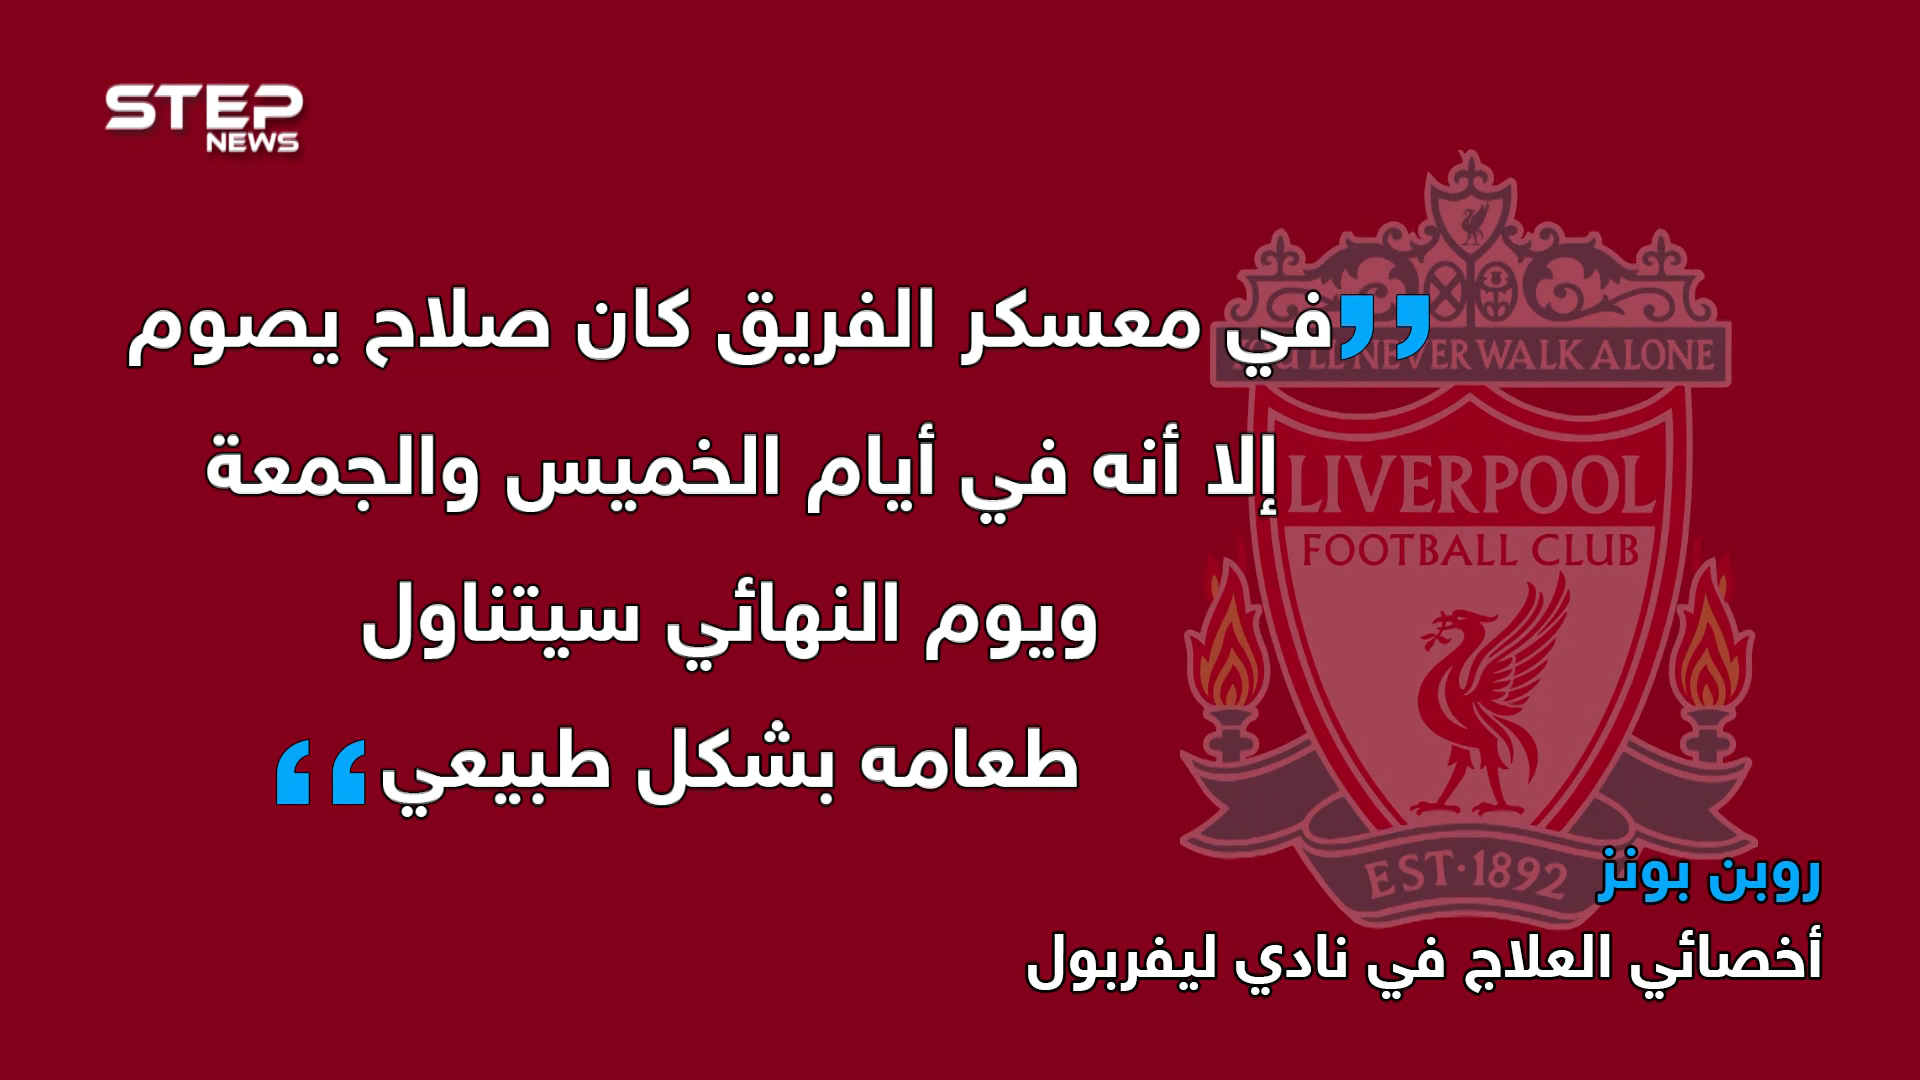 STEP
NEWS
في معسكر الفريق كان صلاح يصوم
إلا أنه في أيام الخميس والجمعة
ويوم النهائي سيتناول
طعامه بشكل طبيعي
YOU'LL NEVER WALK ALONE
LIVERPOOL
FOOTBALL CLUB
EST·1892
روبن بونز
أخصائي العلاج في نادي ليفربول